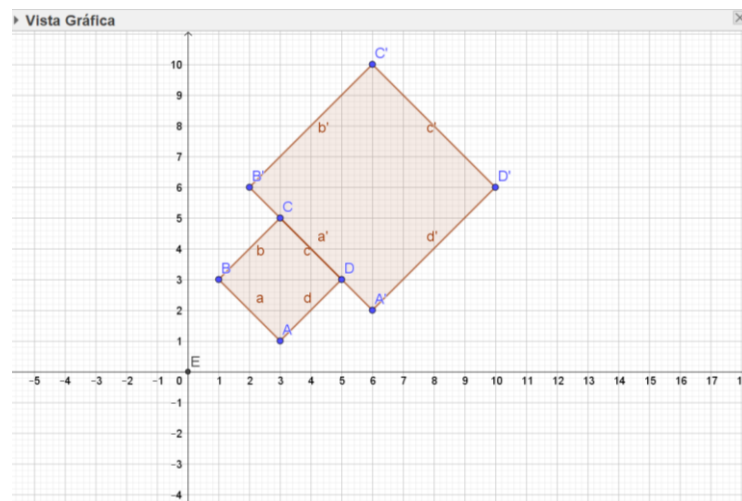 Vista Gráfica
C'
10
9
b'
c'
8
7
B'
D'
6
C
5
a'
d'
b
c
4
B
D
3
a
d
A'
2
A
1
E
-5 -4 -3 -2 -1 0 1 2 3 4 5 6 7 8 9 10 11 12 13 14 15 16 17 1
-1
-2
-3
-4